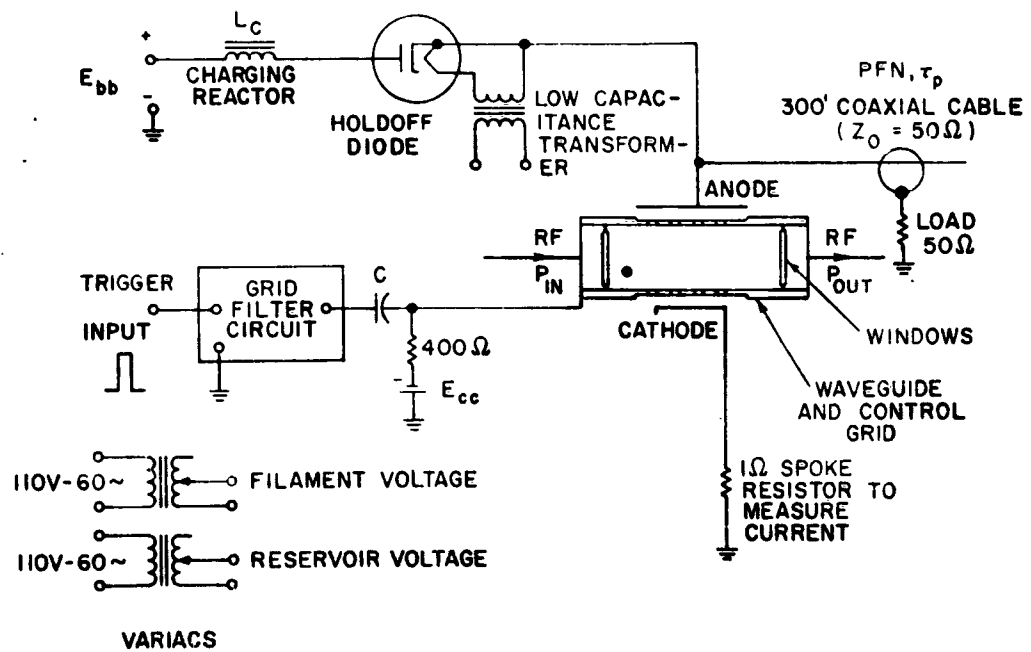 L_C
+
E_bb
-
CHARGING
REACTOR
HOLDOFF
DIODE
LOW CAPAC-
ITANCE
TRANSFORM-
ER
PFN, τ_p
300' COAXIAL CABLE
(Z_O = 50Ω)
ANODE
LOAD
50Ω
RF
P_IN
RF
P_OUT
TRIGGER
INPUT
GRID
FILTER
CIRCUIT
C
400Ω
-
E_cc
CATHODE
WINDOWS
WAVEGUIDE
AND CONTROL
GRID
1Ω SPOKE
RESISTOR TO
MEASURE
CURRENT
110V-60~
FILAMENT VOLTAGE
110V-60~
RESERVOIR VOLTAGE
VARIACS